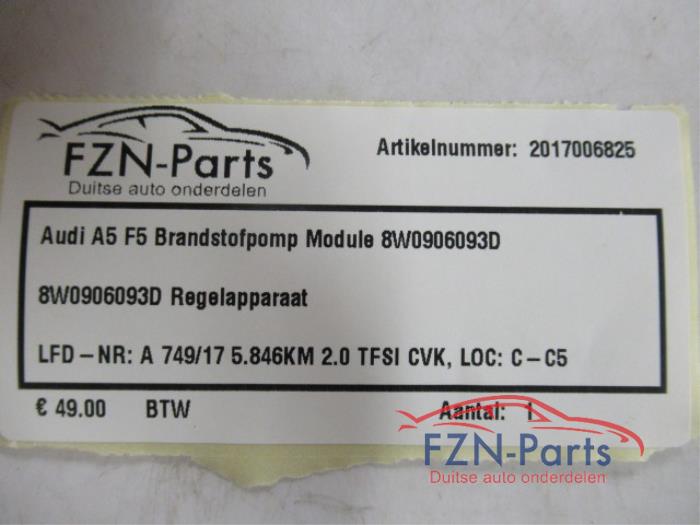 FZN-Parts
Duitse auto onderdelen
Artikelnummer: 2017006825
Audi A5 F5 Brandstofpomp Module 8W0906093D
8W0906093D Regelapparaat
LFD-NR: A 749/17 5.846KM 2.0 TFSI CVK, LOC: C-C5
€ 49.00 BTW Aantal: 1
FZN-Parts
Duitse auto onderdelen